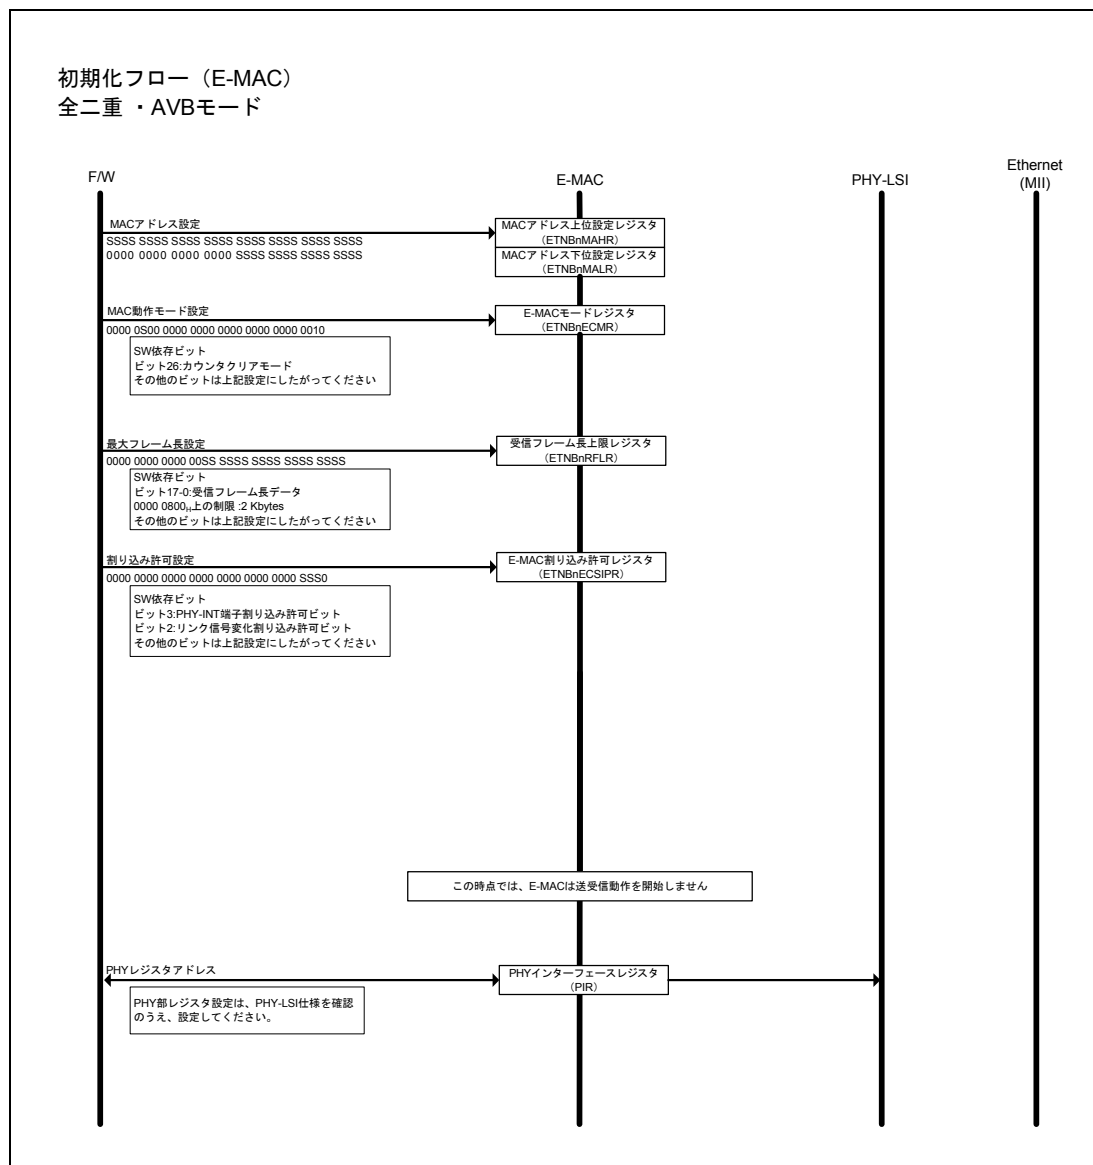 初期化フロー（E-MAC）
全二重 ・AVBモード
F/W
E-MAC
PHY-LSI
Ethernet
(MII)
MACアドレス設定
SSSS SSSS SSSS SSSS SSSS SSSS SSSS SSSS
0000 0000 0000 0000 SSSS SSSS SSSS SSSS
MACアドレス上位設定レジスタ
（ETNBnMAHR）
MACアドレス下位設定レジスタ
（ETNBnMALR）
MAC動作モード設定
0000 0S00 0000 0000 0000 0000 0000 0010
E-MACモードレジスタ
（ETNBnECMR）
SW依存ビット
ビット26:カウンタクリアモード
その他のビットは上記設定にしたがってください
最大フレーム長設定
0000 0000 0000 00SS SSSS SSSS SSSS SSSS
受信フレーム長上限レジスタ
（ETNBnRFLR）
SW依存ビット
ビット17-0:受信フレーム長データ
0000 0800H上の制限 :2 Kbytes
その他のビットは上記設定にしたがってください
割り込み許可設定
0000 0000 0000 0000 0000 0000 0000 SSS0
E-MAC割り込み許可レジスタ
（ETNBnECSIPR）
SW依存ビット
ビット3:PHY-INT端子割り込み許可ビット
ビット2:リンク信号変化割り込み許可ビット
その他のビットは上記設定にしたがってください
この時点では、E-MACは送受信動作を開始しません
PHYレジスタアドレス
PHYインターフェースレジスタ
（PIR）
PHY部レジスタ設定は、PHY-LSI仕様を確認
のうえ、設定してください。